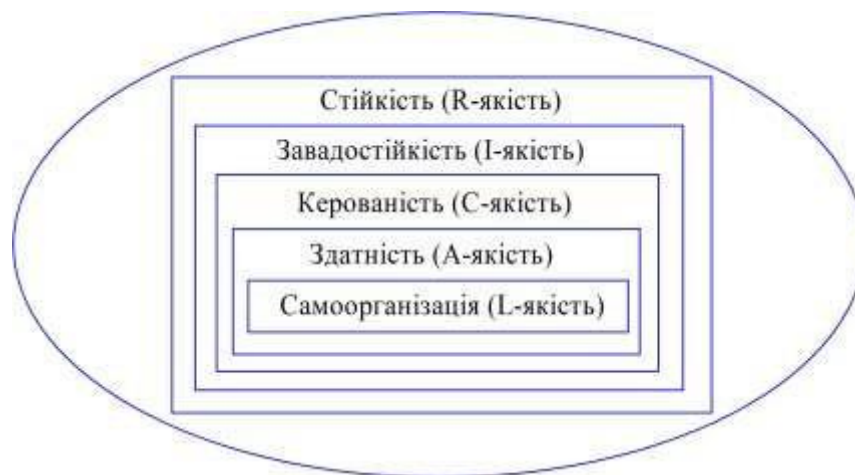 Стійкість (R-якість)
Завадостійкість (I-якість)
Керованість (C-якість)
Здатність (A-якість)
Самоорганізація (L-якість)